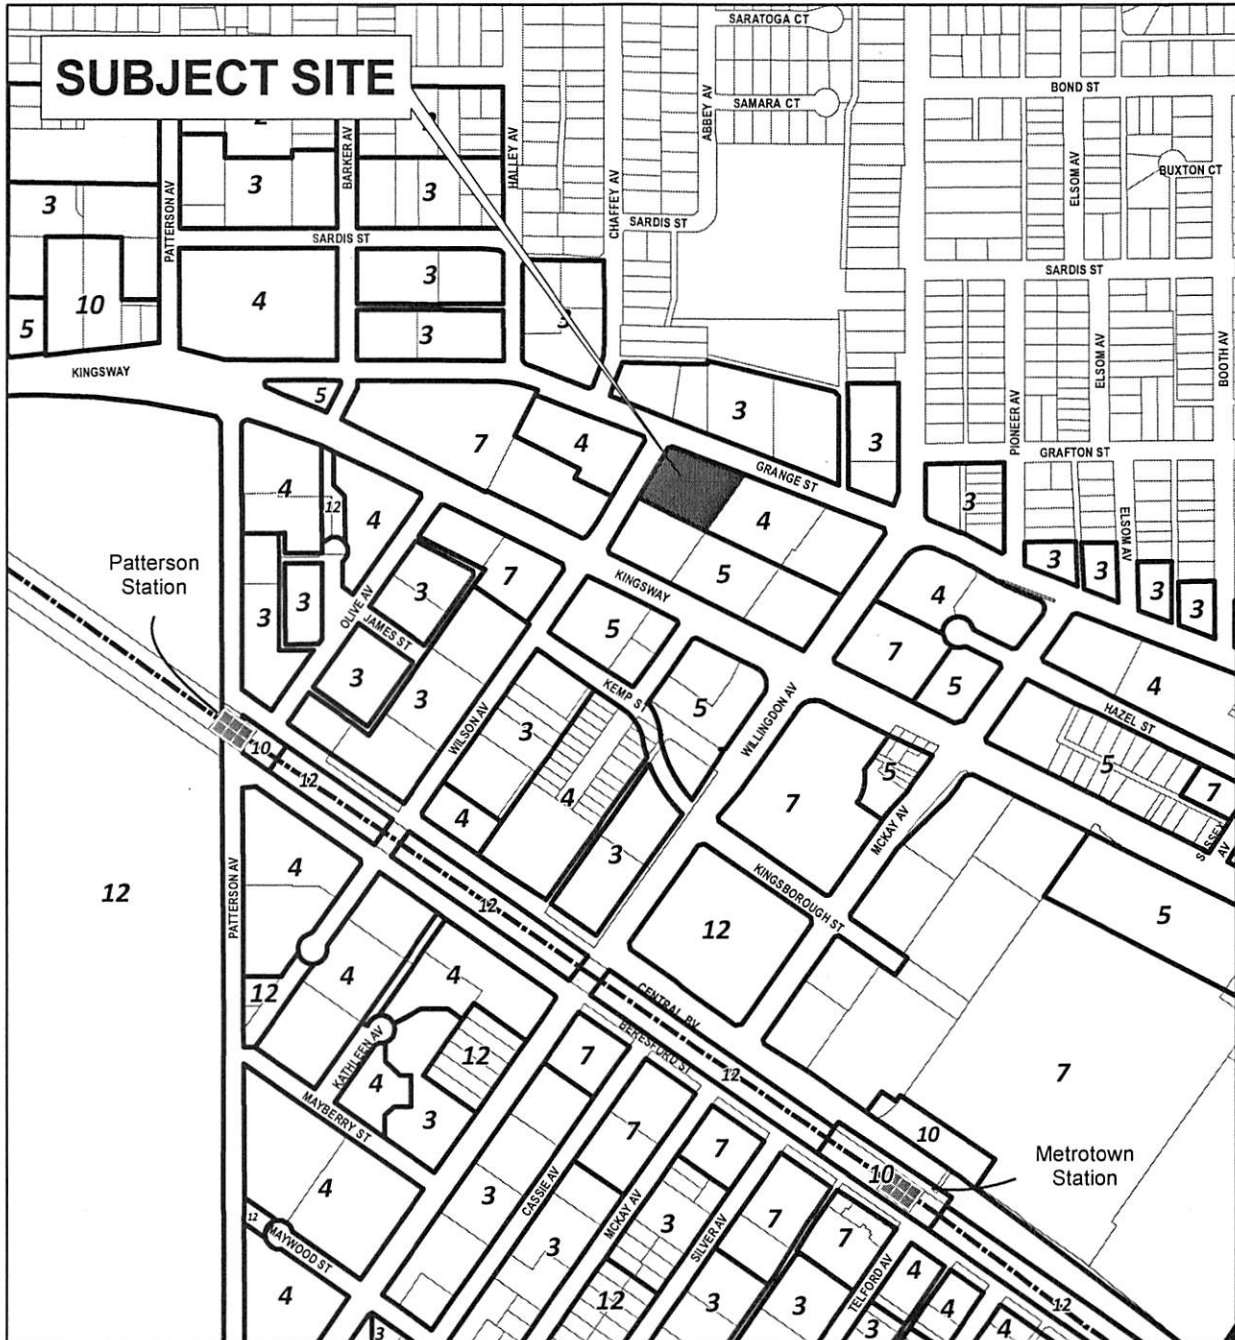 SARATOGA CT
SUBJECT SITE
BOND ST
SAMARA CT
ABBEY AV
BARKER AV
HALLEY AV
BUXTON CT
ELSOM AV
3
3
3
PATTERSON AV
CHAFFEY AV
SARDIS ST
SARDIS ST
SARDIS ST
3
10
4
3
5
3
5
KINGSWAY
ELSOM AV
BOOTH AV
5
3
3
7
4
PIONEER AV
GRAFTON ST
GRANGE ST
4
12
4
4
3
ELSOM AV
Patterson
Station
3
3
OLIVE AV
JAMES ST
3
7
KINGSWAY
5
3
3
3
3
4
5
7
5
3
3
WILSON AV
KEMP ST
5
WILLINGDON AV
4
HAZEL ST
3
5
5
7
SUSSEX
AV
10
12
4
4
7
MCKAY AV
3
PATTERSON AV
4
12
12
12
KINGSBOROUGH ST
5
4
4
12
CENTRAL BV
BERESFORD ST
12
KATHLEEN AV
12
4
3
7
7
7
7
MAYBERRY ST
10
Metrotown
Station
10
4
3
CASSIE AV
MCKAY AV
3
SILVER AV
7
7
12
MAYWOOD ST
3
12
3
3
TELFORD AV
4
4
12
4
3
3
4